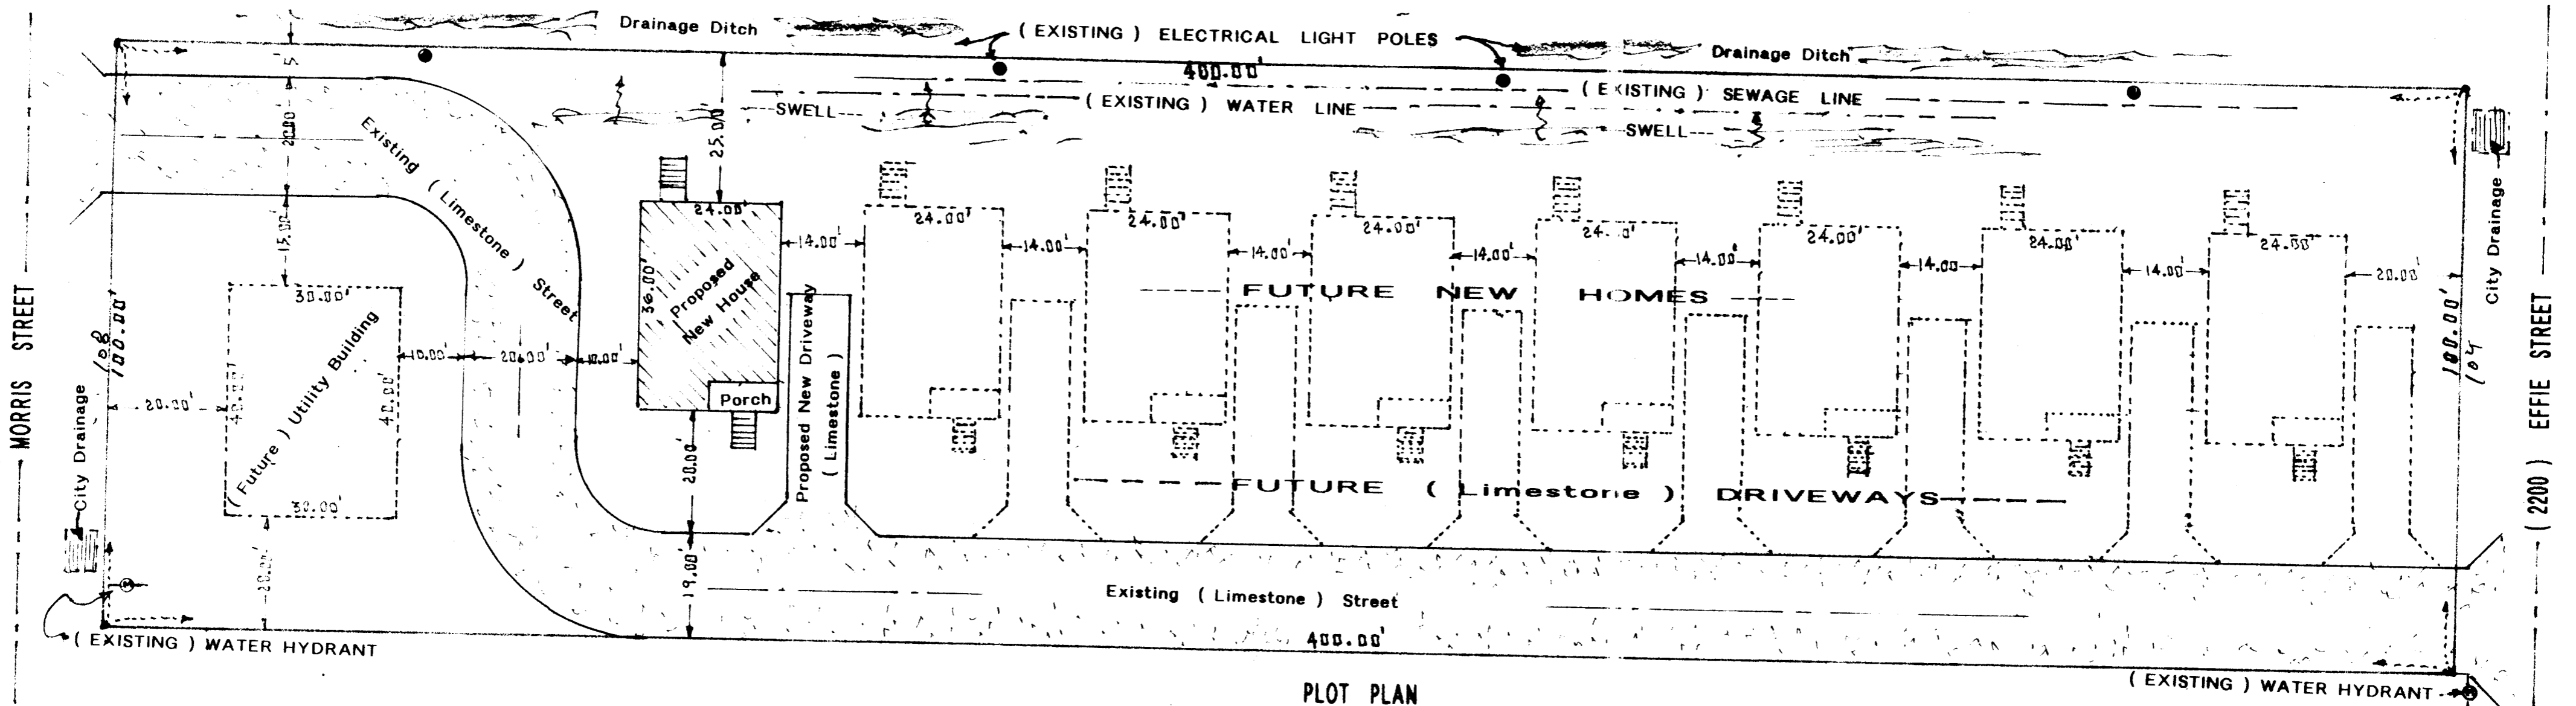 Drainage Ditch
( EXISTING ) ELECTRICAL LIGHT POLES
Drainage Ditch
400.00'
5'
25.00'
SWELL---
( EXISTING ) WATER LINE
( EXISTING ) SEWAGE LINE
SWELL---
20.00'
Existing ( Limestone ) Street
15.00'
24.00'
14.00'
24.00'
14.00'
24.00'
14.00'
24.00'
14.00'
14.00'
24.00'
14.00'
24.00'
14.00'
24.00'
20.00'
City Drainage
MORRIS STREET
108
100.00'
30.00'
36.00'
Proposed
New House
FUTURE NEW HOMES
100.00'
104
( 2200 ) EFFIE STREET
20.00'
40.00'
( Future ) Utility Building
40.00'
10.00'
20.00'
10.00'
Porch
Proposed New Driveway
( Limestone )
City Drainage
30.00'
20.00'
FUTURE ( Limestone ) DRIVEWAYS
20.00'
19.00'
Existing ( Limestone ) Street
400.00'
( EXISTING ) WATER HYDRANT
( EXISTING ) WATER HYDRANT
PLOT PLAN